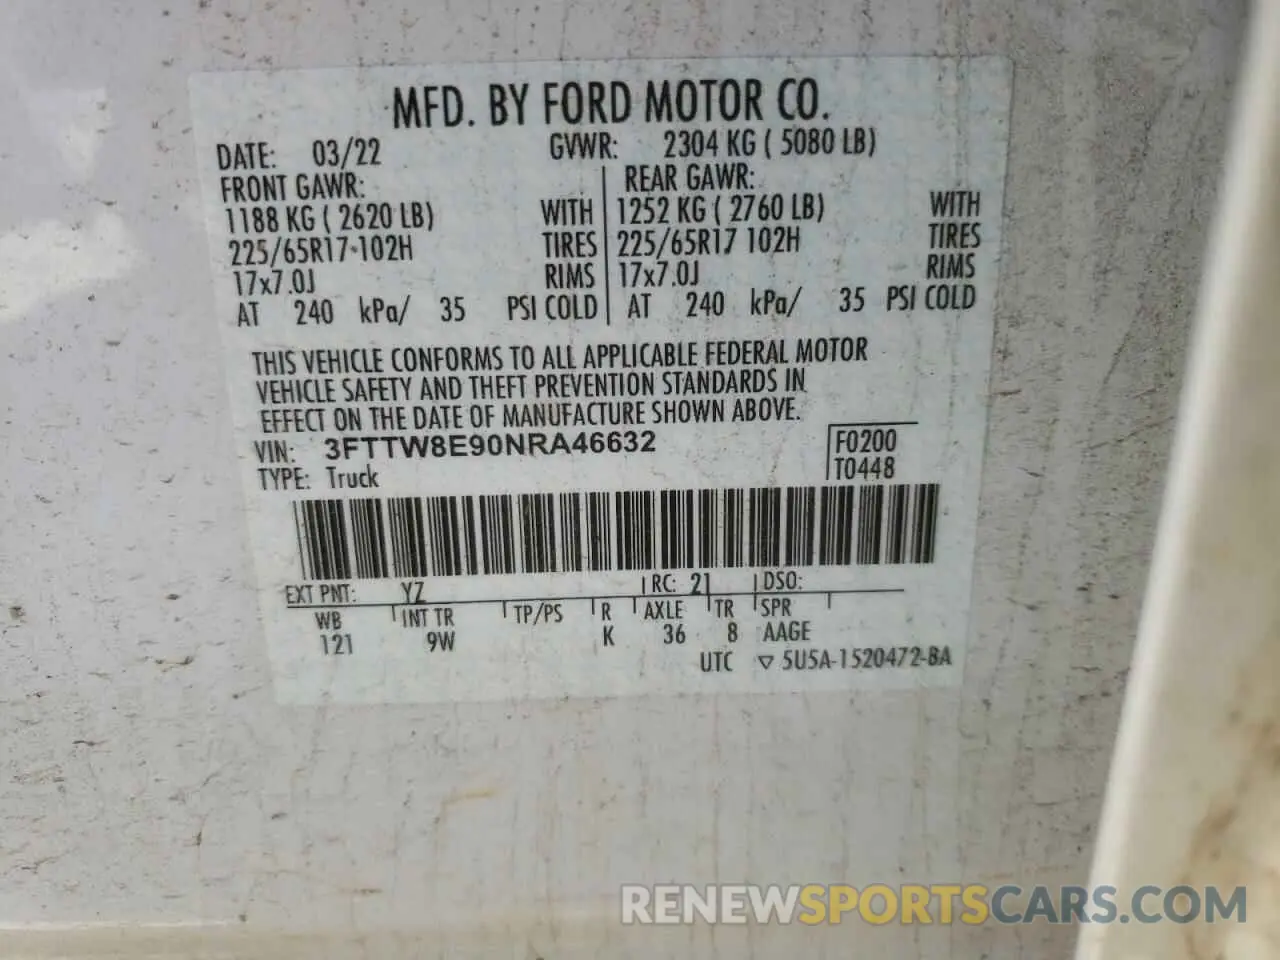 MFD. BY FORD MOTOR CO.
DATE: 03/22 GVWR: 2304 KG ( 5080 LB)
FRONT GAWR: REAR GAWR:
1188 KG ( 2620 LB) WITH 1252 KG ( 2760 LB) WITH
225/65R17 102H TIRES 225/65R17 102H TIRES
17x7.0J RIMS 17x7.0J RIMS
AT 240 kPa/ 35 PSI COLD AT 240 kPa/ 35 PSI COLD
THIS VEHICLE CONFORMS TO ALL APPLICABLE FEDERAL MOTOR
VEHICLE SAFETY AND THEFT PREVENTION STANDARDS IN
EFFECT ON THE DATE OF MANUFACTURE SHOWN ABOVE.
VIN: 3FTTW8E90NRA46632 F0200
TYPE: Truck T0448
EXT PNT: YZ RC: 21 DSO:
WB INT TR TP/PS R AXLE TR SPR
121 9W K 36 8 AAGE
UTC ▽ 5U5A-1520472-BA
RENEWSPORTSCARS.COM